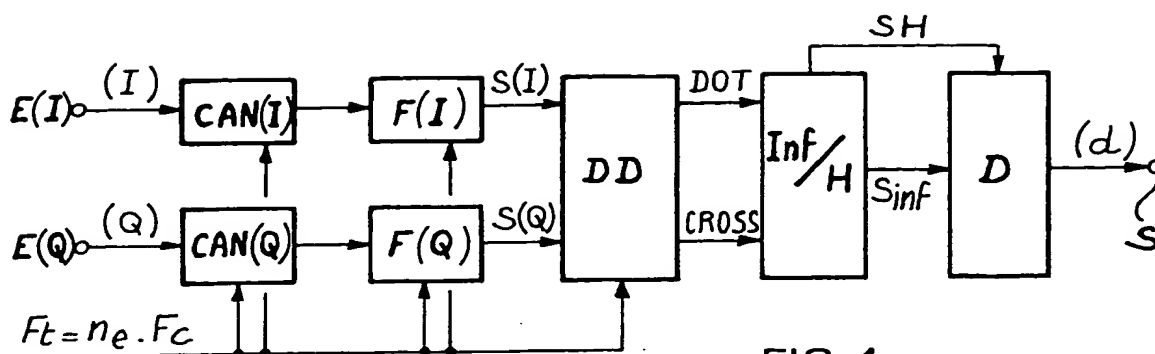 SH
(I) S(I) DOT (d)
E(I) CAN(I) F(I) DD Inf/H Sinf D
(Q) S(Q) CROSS S
E(Q) CAN(Q) F(Q)
Ft = ne . Fc